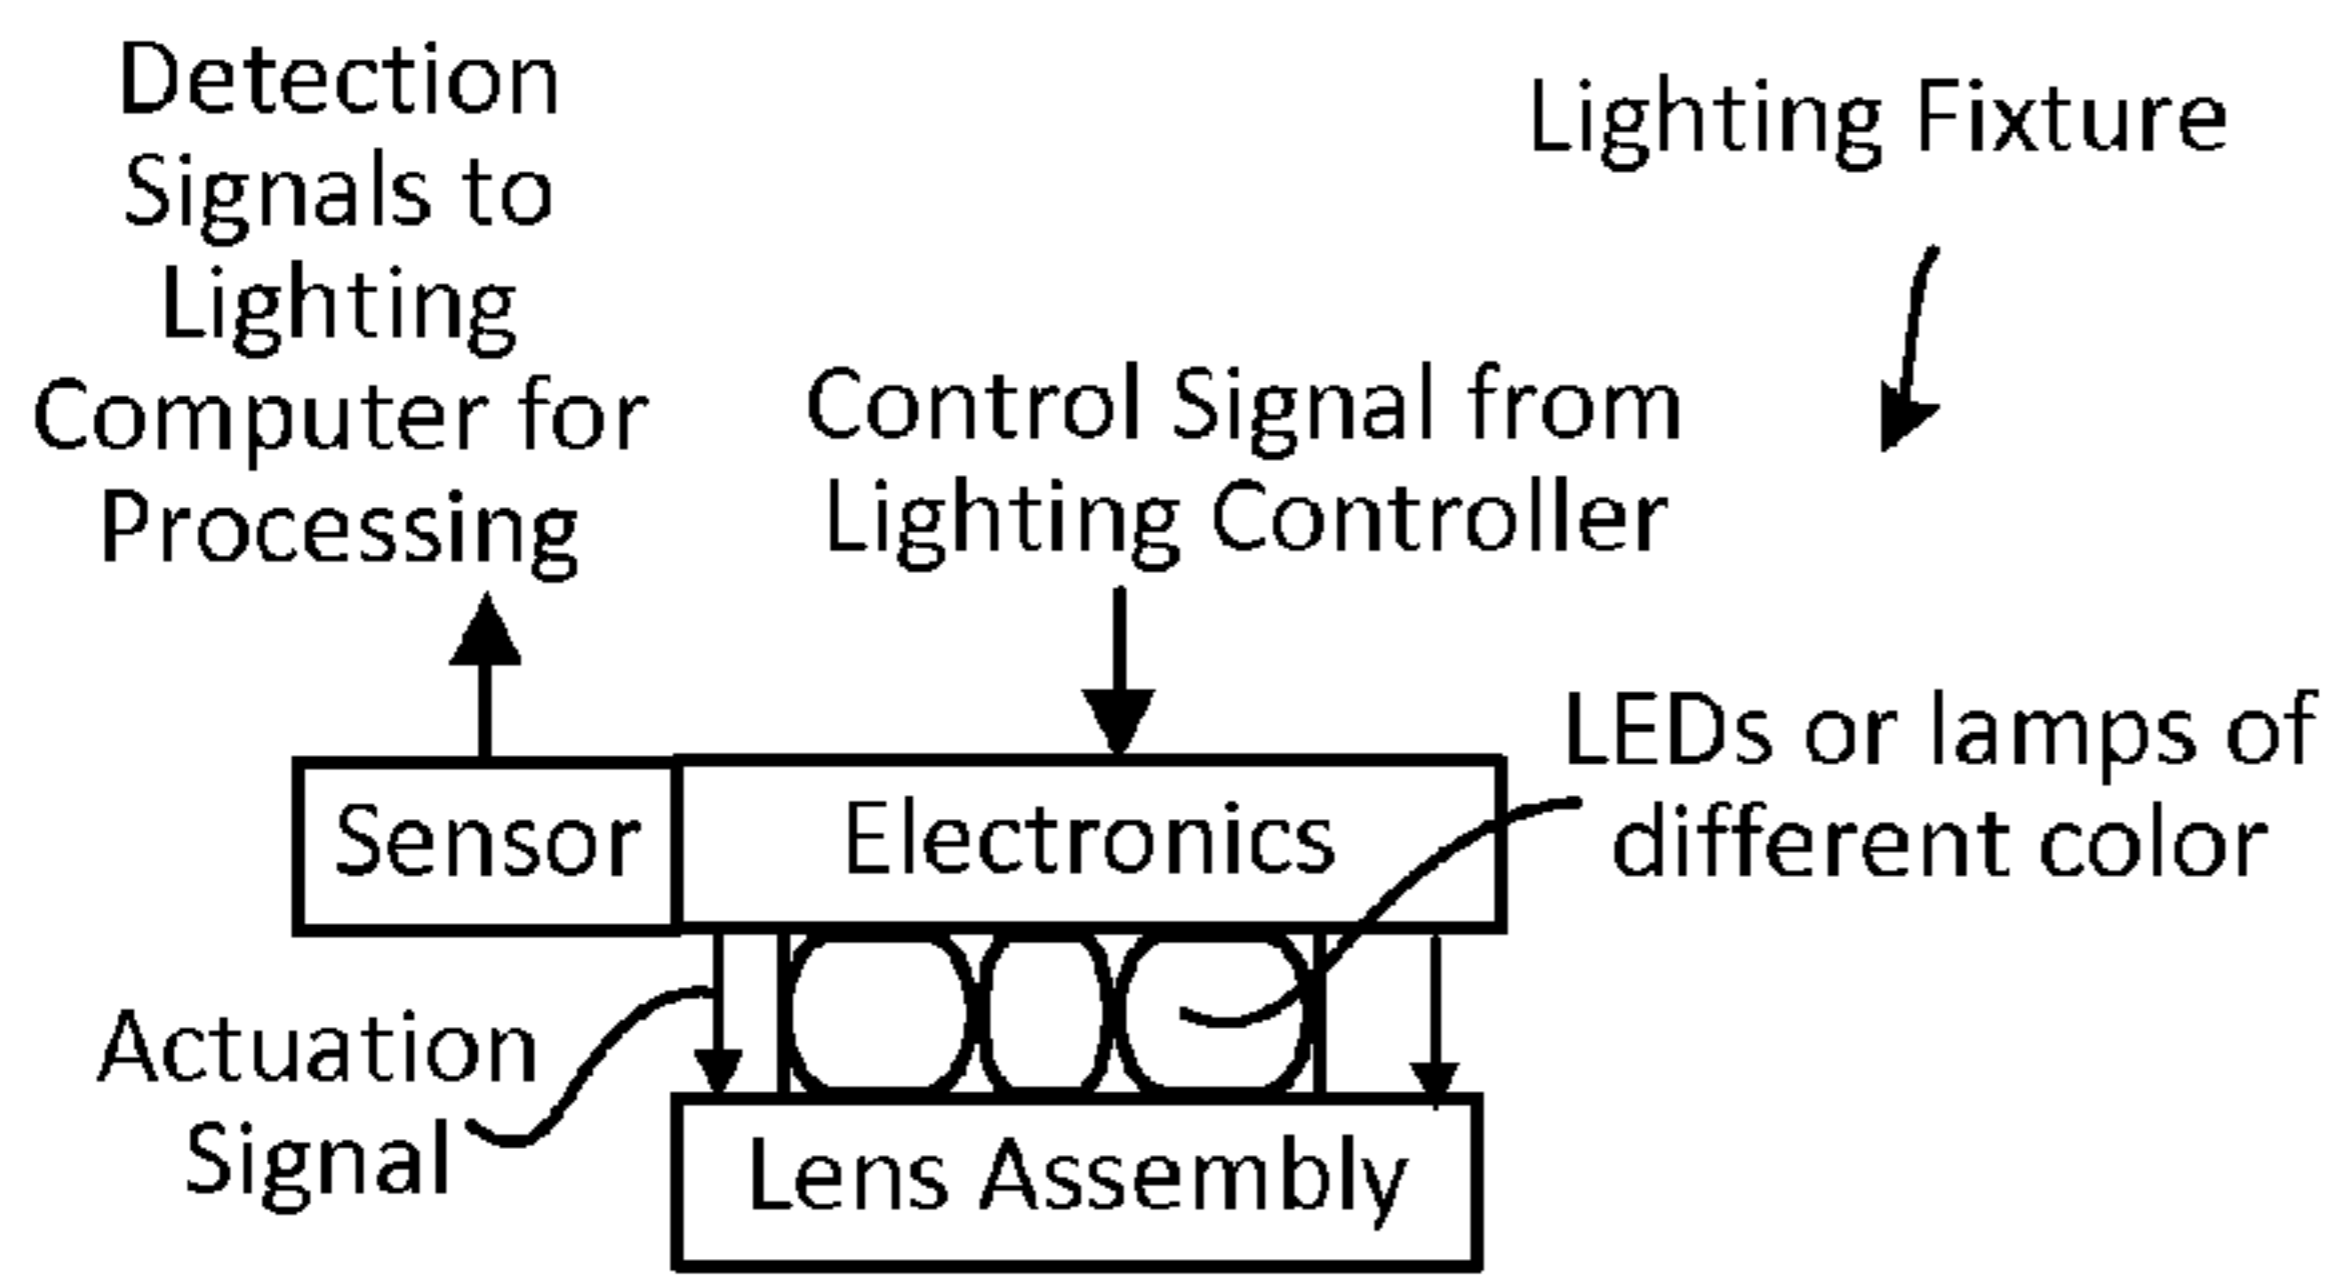 Detection
Signals to
Lighting
Computer for
Processing
Lighting Fixture
Control Signal from
Lighting Controller
LEDs or lamps of
different color
Sensor
Electronics
Actuation
Signal
Lens Assembly